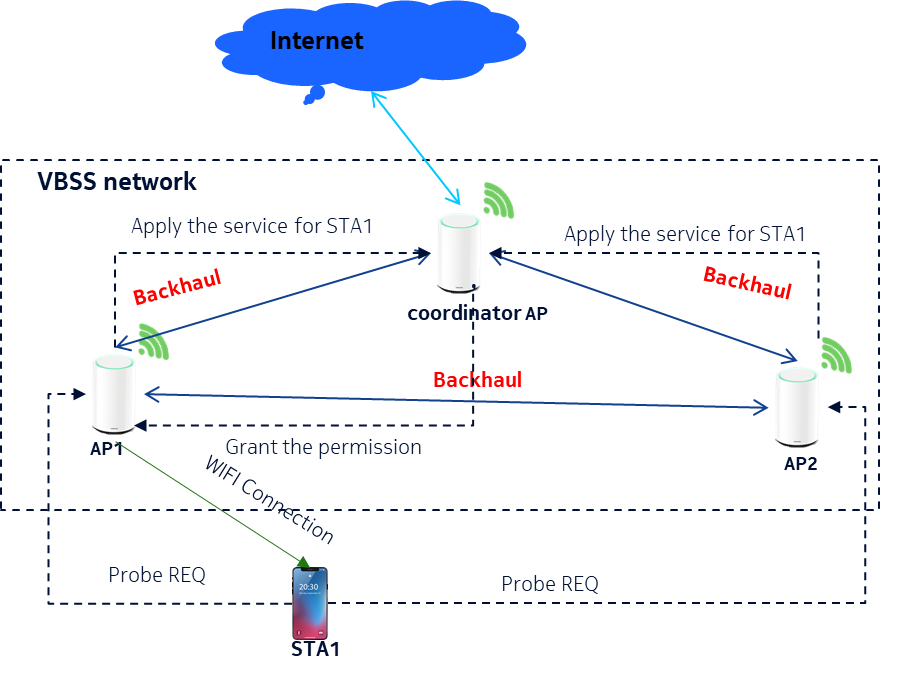 Internet
VBSS network
Apply the service for STA1
Apply the service for STA1
Backhaul
Backhaul
coordinator AP
Backhaul
AP1
Grant the permission
AP2
WIFI Connection
Probe REQ
Probe REQ
20:30
STA1